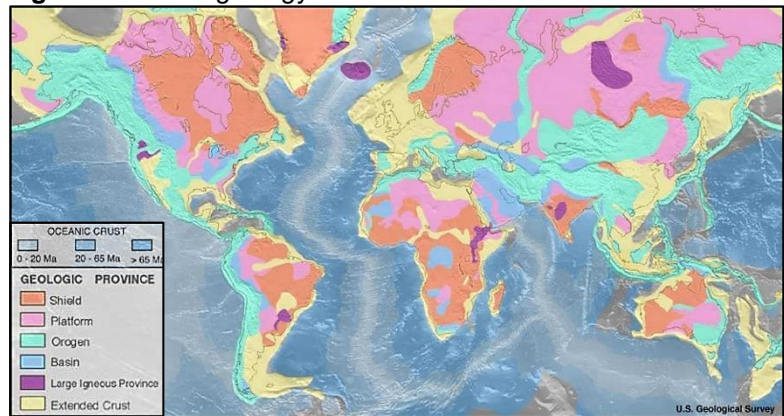 OCEANIC CRUST
0 - 20 Ma 20 - 65 Ma > 65 Ma
GEOLOGIC PROVINCE
Shield
Platform
Orogen
Basin
Large Igneous Province
Extended Crust
U.S. Geological Survey